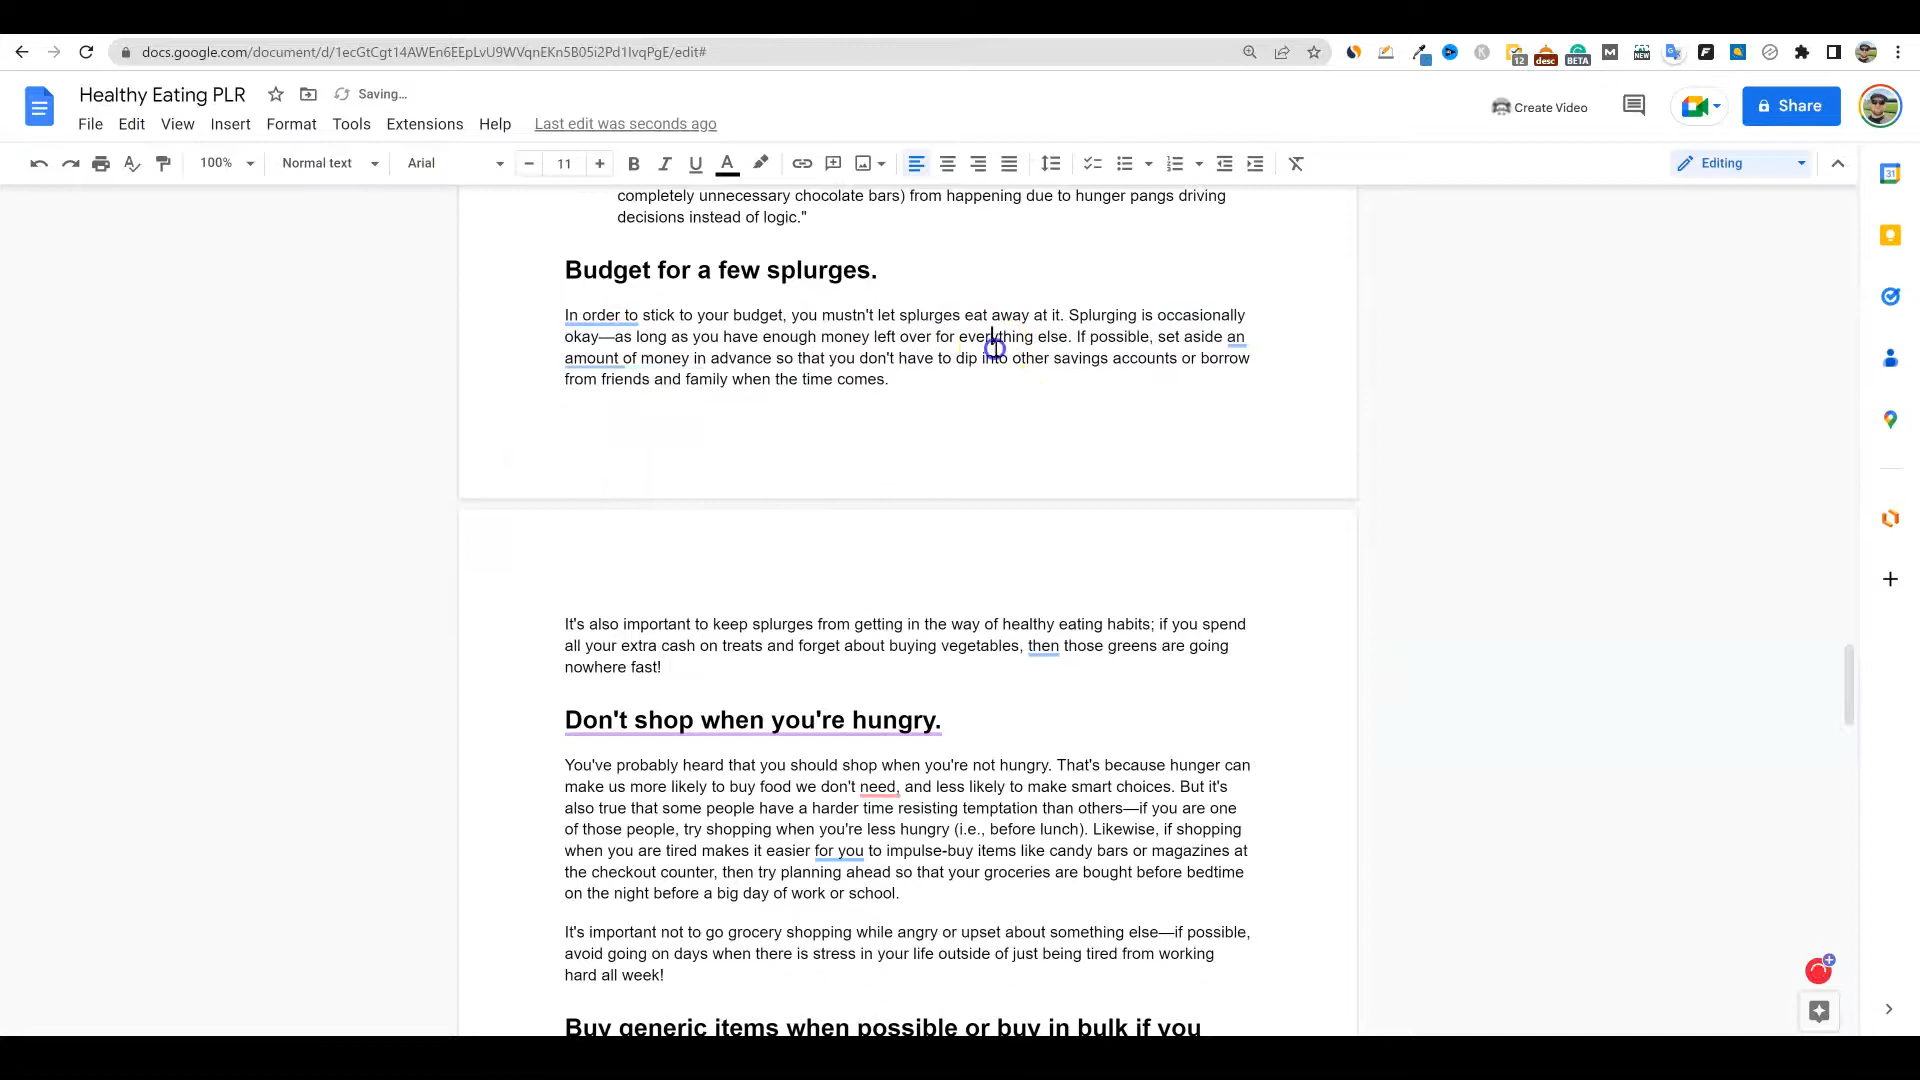 docs.google.com/document/d/1ecGtCgt14AWEn6EEpLvU9WVqnEKn5B05i2Pd1IvqPgE/edit#
12
desc
BETA
M
NEW
Healthy Eating PLR
Saving…
Create Video
Share
File Edit View Insert Format Tools Extensions Help Last edit was seconds ago
100% Normal text Arial 11 B I U A Editing
31
completely unnecessary chocolate bars) from happening due to hunger pangs driving
decisions instead of logic."
Budget for a few splurges.
In order to stick to your budget, you mustn't let splurges eat away at it. Splurging is occasionally
okay—as long as you have enough money left over for everything else. If possible, set aside an
amount of money in advance so that you don't have to dip into other savings accounts or borrow
from friends and family when the time comes.
It's also important to keep splurges from getting in the way of healthy eating habits; if you spend
all your extra cash on treats and forget about buying vegetables, then those greens are going
nowhere fast!
Don't shop when you're hungry.
You've probably heard that you should shop when you're not hungry. That's because hunger can
make us more likely to buy food we don't need, and less likely to make smart choices. But it's
also true that some people have a harder time resisting temptation than others—if you are one
of those people, try shopping when you're less hungry (i.e., before lunch). Likewise, if shopping
when you are tired makes it easier for you to impulse-buy items like candy bars or magazines at
the checkout counter, then try planning ahead so that your groceries are bought before bedtime
on the night before a big day of work or school.
It's important not to go grocery shopping while angry or upset about something else—if possible,
avoid going on days when there is stress in your life outside of just being tired from working
hard all week!
Buy generic items when possible or buy in bulk if you